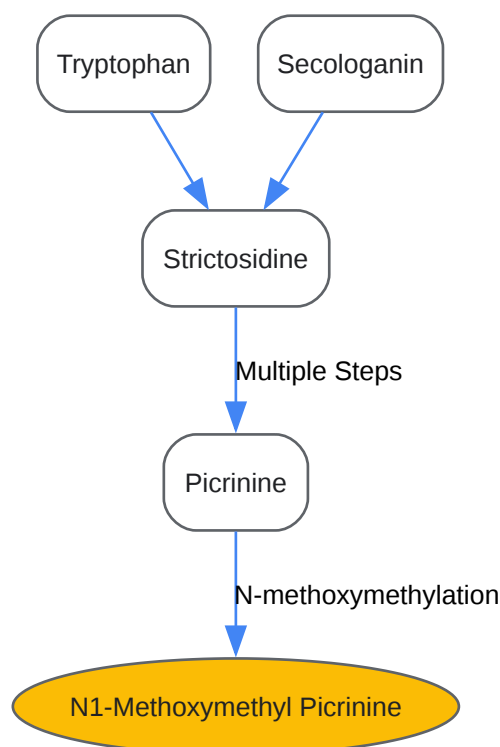 Tryptophan
Secologanin
Strictosidine
Multiple Steps
Picrinine
N-methoxymethylation
N1-Methoxymethyl Picrinine